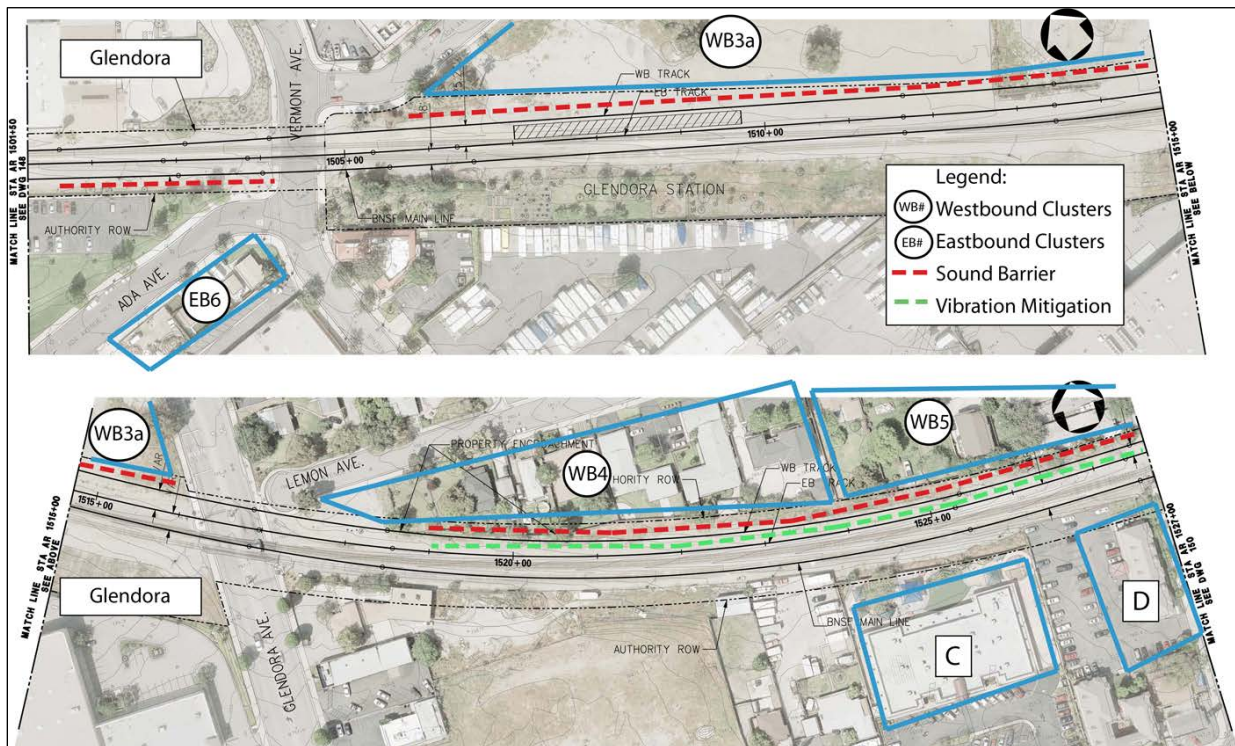 Glendora
WB3a
VERMONT AVE.
WB TRACK
EB TRACK
1505+00
1510+00
GLENDORA STATION
BNSF MAIN LINE
AUTHORITY ROW
ADA AVE.
EB6
MATCH LINE STA AR 1501+50
SEE DWG 148
MATCH LINE STA AR 1515+00
SEE BELOW
Legend:
WB# Westbound Clusters
EB# Eastbound Clusters
Sound Barrier
Vibration Mitigation
WB3a
LEMON AVE.
PROPERTY ENCROACHMENT
WB4
HORITY ROW
WB TRACK
EB TRACK
WB5
MATCH LINE STA AR 1515+00
SEE ABOVE
1515+00
1520+00
1525+00
Glendora
GLENDORA AVE.
AUTHORITY ROW
BNSF MAIN LINE
C
D
MATCH LINE STA AR 1527+00
SEE DWG 150